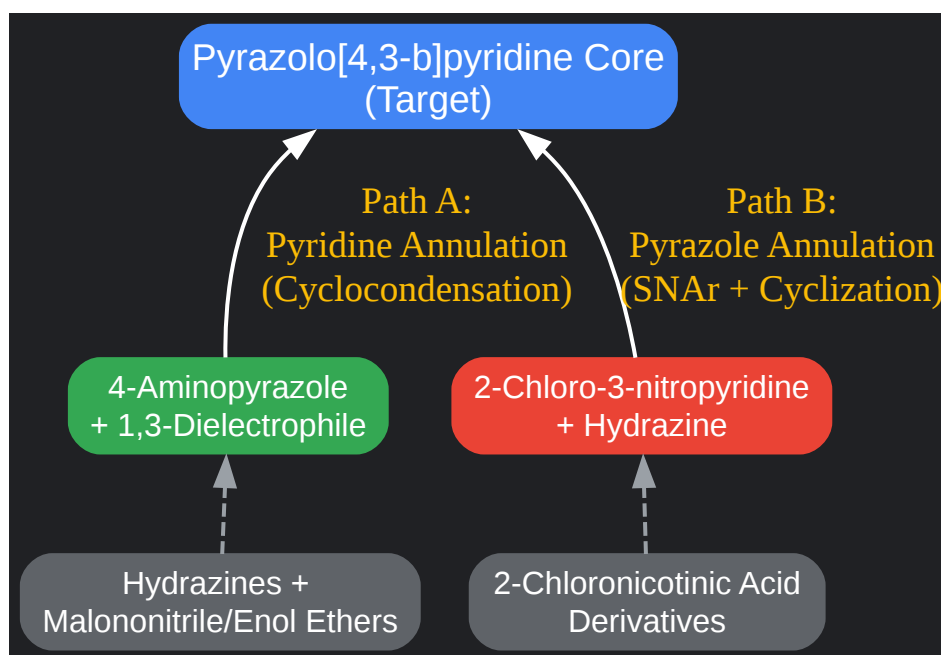 Pyrazolo[4,3-b]pyridine Core
(Target)
Path A:
Pyridine Annulation
(Cyclocondensation)
Path B:
Pyrazole Annulation
(SNAr + Cyclization)
4-Aminopyrazole
+ 1,3-Dielectrophile
2-Chloro-3-nitropyridine
+ Hydrazine
Hydrazines +
Malononitrile/Enol Ethers
2-Chloronicotinic Acid
Derivatives